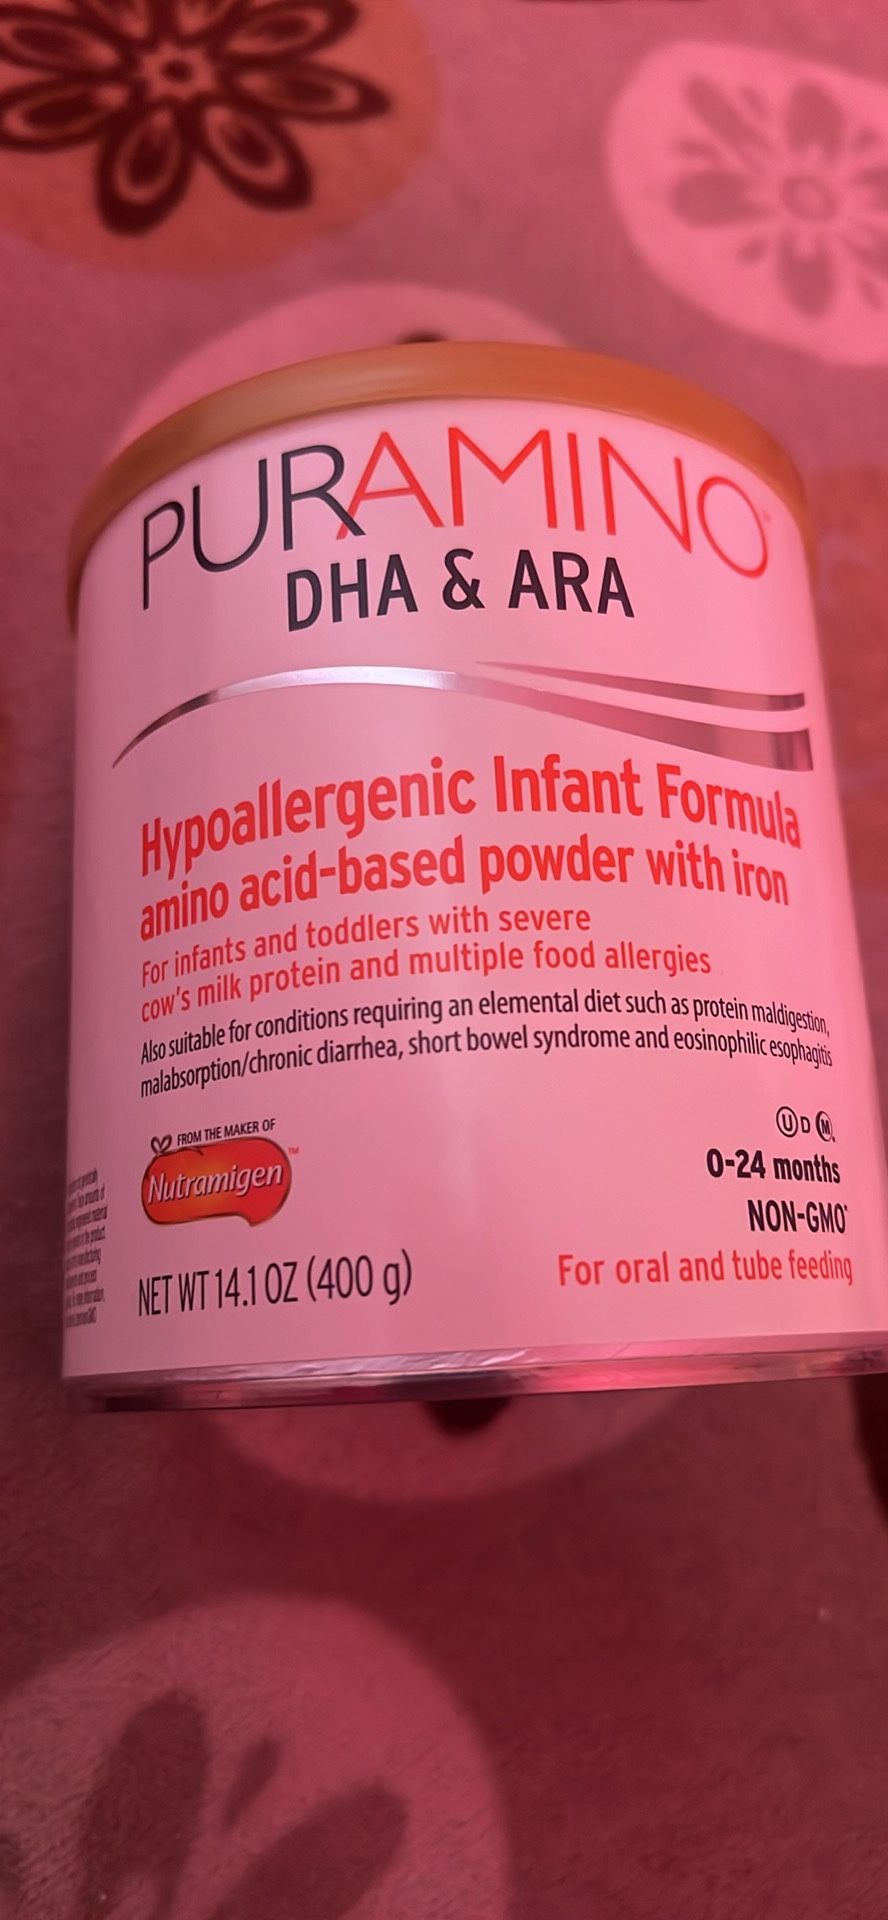 PURAMINO™
DHA & ARA
Hypoallergenic Infant Formula
amino acid-based powder with iron
For infants and toddlers with severe
cow's milk protein and multiple food allergies
Also suitable for conditions requiring an elemental diet such as protein maldigestion,
malabsorption/chronic diarrhea, short bowel syndrome and eosinophilic esophagitis
FROM THE MAKER OF
Nutramigen™
U D M
0-24 months
NON-GMO*
NET WT 14.1 OZ (400 g)
For oral and tube feeding